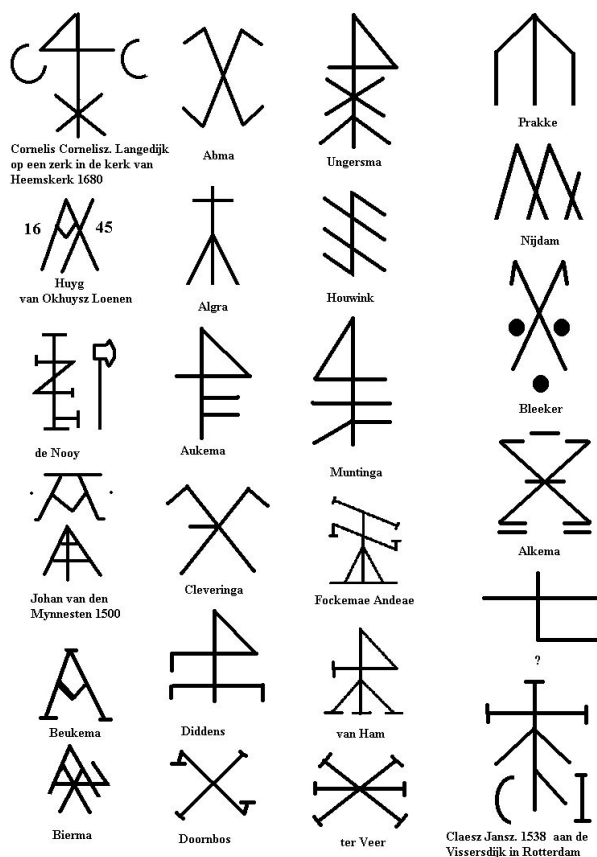 Cornelis Cornelisz. Langedijk
op een zerk in de kerk van
Heemskerk 1680
Abma
Ungersma
Prakke
16 45
Huyg
van Okhuysz Loenen
Algra
Houwink
Nijdam
de Nooy
Aukema
Muntinga
Bleeker
Johan van den
Mynnesten 1500
Cleveringa
Fockemae Andeae
Alkema
?
Beukema
Diddens
van Ham
Bierma
Doornbos
ter Veer
Claesz Jansz. 1538 aan de
Vissersdijk in Rotterdam